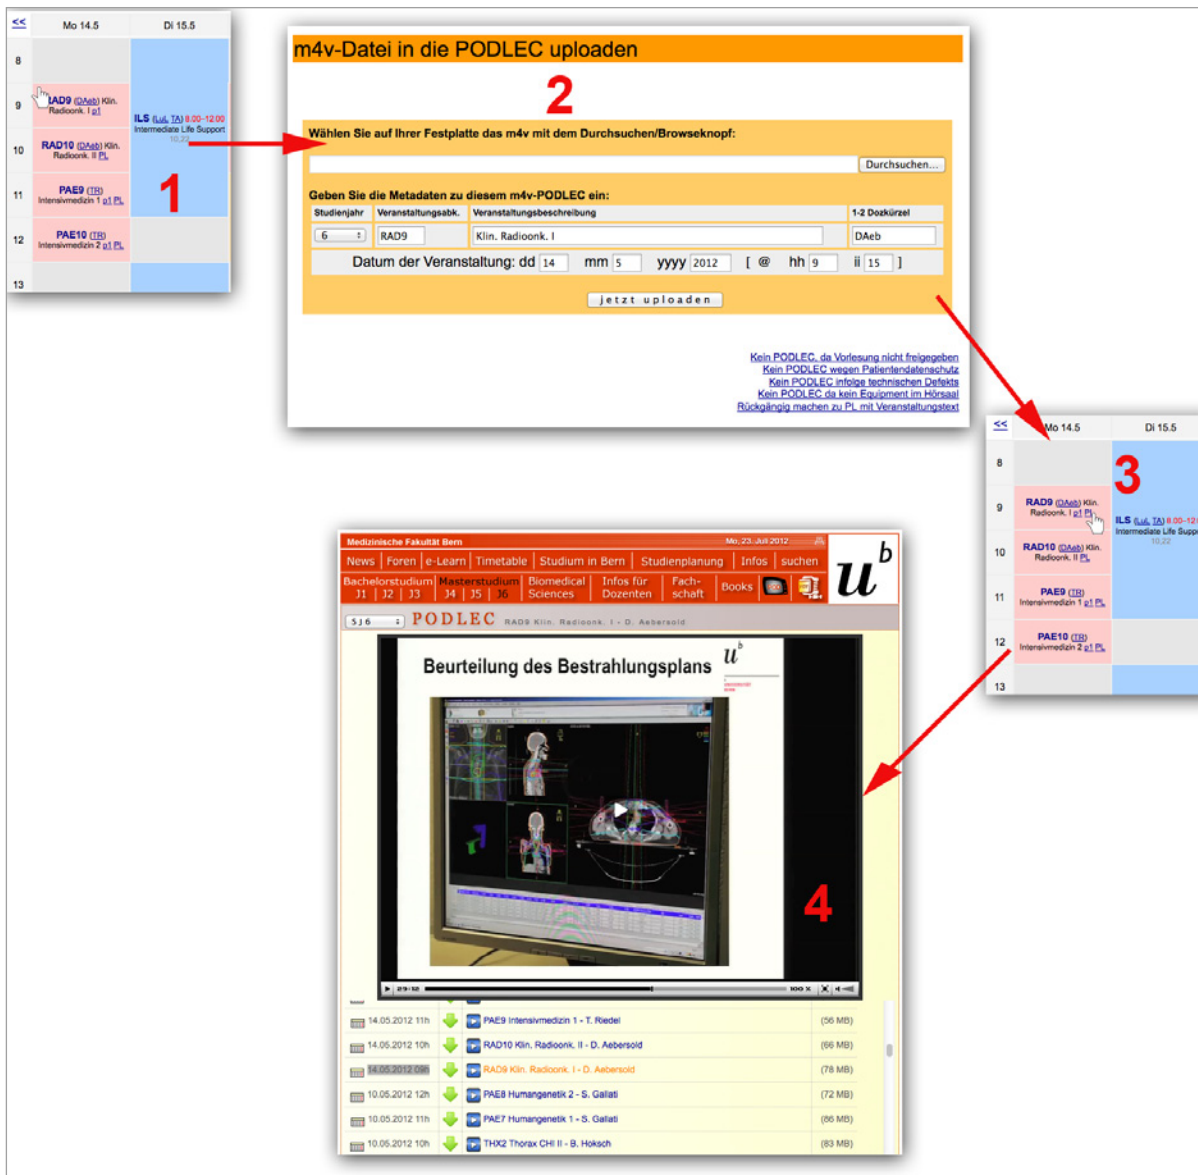 << Mo 14.5 Di 15.5
8
9 RAD9 (DAeb) Klin.
Radioonk. I p1
ILS (LuL TA) 8.00-12.00
Intermediate Life Support
10,22
10 RAD10 (DAeb) Klin.
Radioonk. II PL
1
11 PAE9 (TR)
Intensivmedizin 1 p1 PL
12 PAE10 (TR)
Intensivmedizin 2 p1 PL
13
m4v-Datei in die PODLEC uploaden
2
Wählen Sie auf Ihrer Festplatte das m4v mit dem Durchsuchen/Browseknopf:
Durchsuchen...
Geben Sie die Metadaten zu diesem m4v-PODLEC ein:
Studienjahr Veranstaltungsabk. Veranstaltungsbeschreibung 1-2 Dozkürzel
6 RAD9 Klin. Radioonk. I DAeb
Datum der Veranstaltung: dd 14 mm 5 yyyy 2012 [ @ hh 9 ii 15 ]
jetzt uploaden
Kein PODLEC, da Vorlesung nicht freigegeben
Kein PODLEC wegen Patientendatenschutz
Kein PODLEC infolge technischen Defekts
Kein PODLEC da kein Equipment im Hörsaal
Rückgängig machen zu PL mit Veranstaltungstext
<< Mo 14.5 Di 15.5
8
3
9 RAD9 (DAeb) Klin.
Radioonk. I p1 PL
ILS (LuL TA) 8.00-12:0
Intermediate Life Suppo
10,22
10 RAD10 (DAeb) Klin.
Radioonk. II PL
11 PAE9 (TR)
Intensivmedizin 1 p1 PL
12 PAE10 (TR)
Intensivmedizin 2 p1 PL
13
Medizinische Fakultät Bern Mo, 23. Juli 2012
News Foren e-Learn Timetable Studium in Bern Studienplanung Infos suchen
Bachelorstudium Masterstudium Biomedical Infos für Fach-
J1 J2 J3 J4 J5 J6 Sciences Dozenten schaft Books
u b
SJ6 PODLEC RAD9 Klin. Radioonk. I - D. Aebersold
Beurteilung des Bestrahlungsplans
u b
4
29:12 100 X
14.05.2012 11h PAE9 Intensivmedizin 1 - T. Riedel (56 MB)
14.05.2012 10h RAD10 Klin. Radioonk. II - D. Aebersold (66 MB)
14.05.2012 09h RAD9 Klin. Radioonk. I - D. Aebersold (78 MB)
10.05.2012 12h PAE8 Humangenetik 2 - S. Gallati (72 MB)
10.05.2012 11h PAE7 Humangenetik 1 - S. Gallati (86 MB)
10.05.2012 10h THX2 Thorax CHI II - B. Hoksch (83 MB)